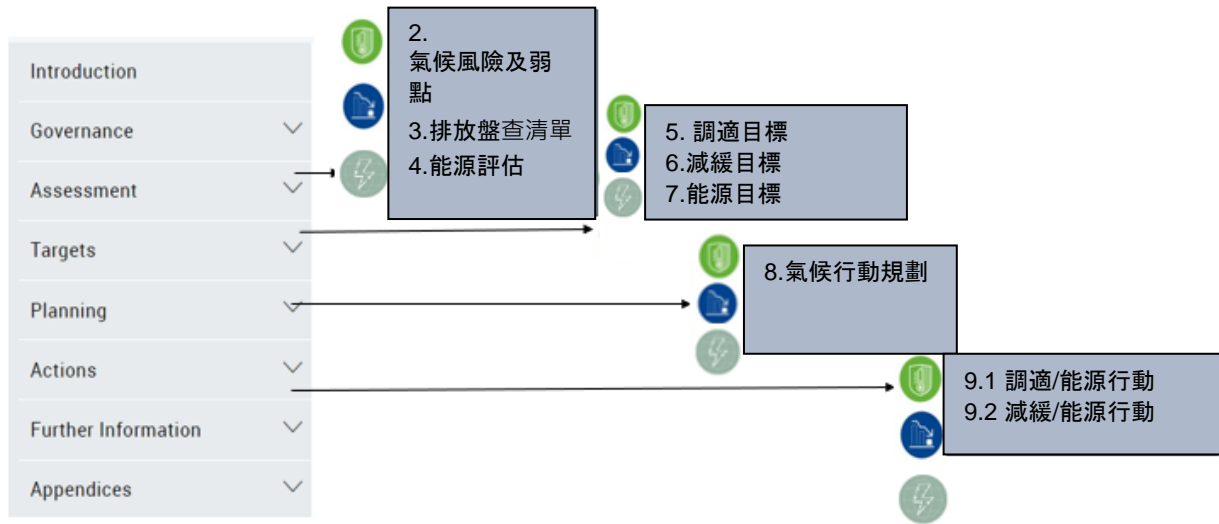 Introduction
Governance
Assessment
Targets
Planning
Actions
Further Information
Appendices
2.
氣候風險及弱
點
3.排放盤查清單
4.能源評估
5. 調適目標
6.減緩目標
7.能源目標
8.氣候行動規劃
9.1 調適/能源行動
9.2 減緩/能源行動